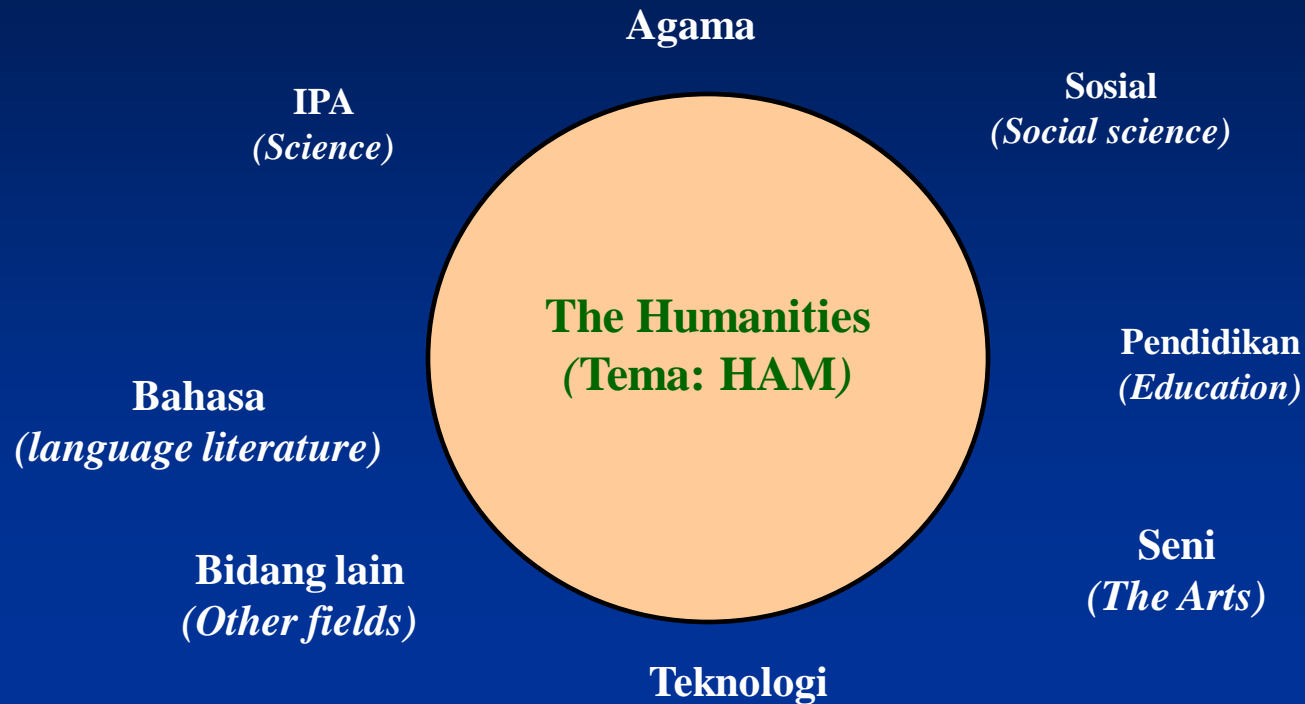 Agama
IPA
(Science)
Sosial
(Social science)
The Humanities
(Tema: HAM)
Pendidikan
(Education)
Bahasa
(language literature)
Bidang lain
(Other fields)
Seni
(The Arts)
Teknologi